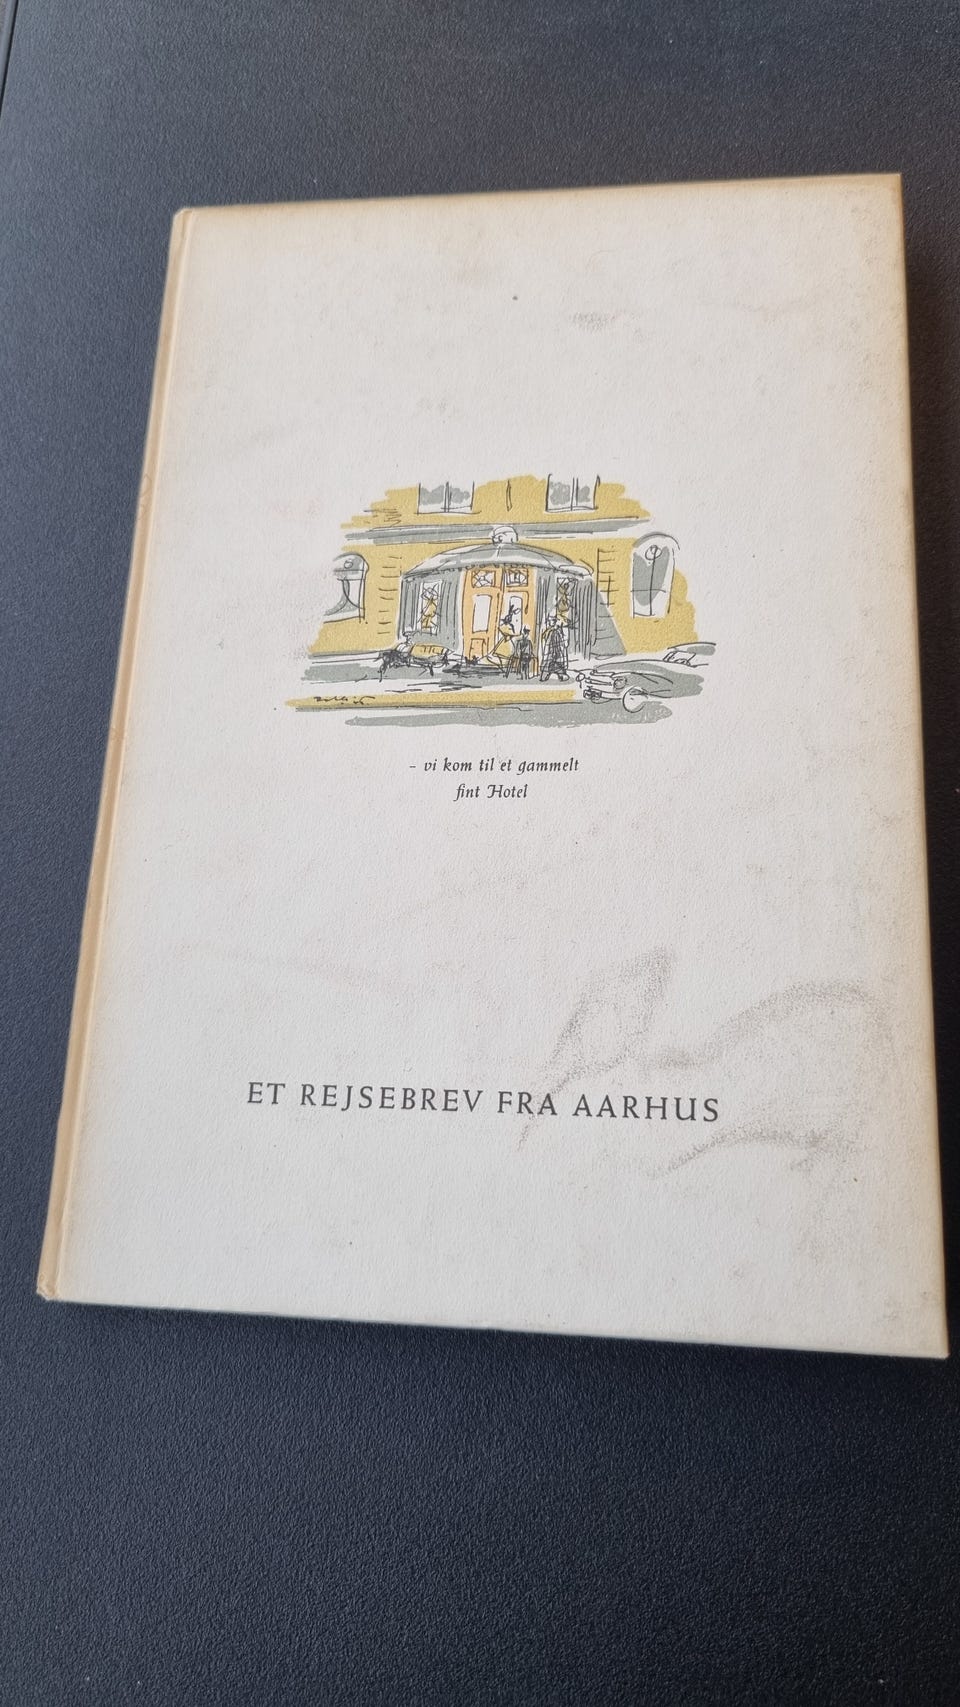 - vi kom til et gammelt
fint Hotel
ET REJSEBREV FRA AARHUS